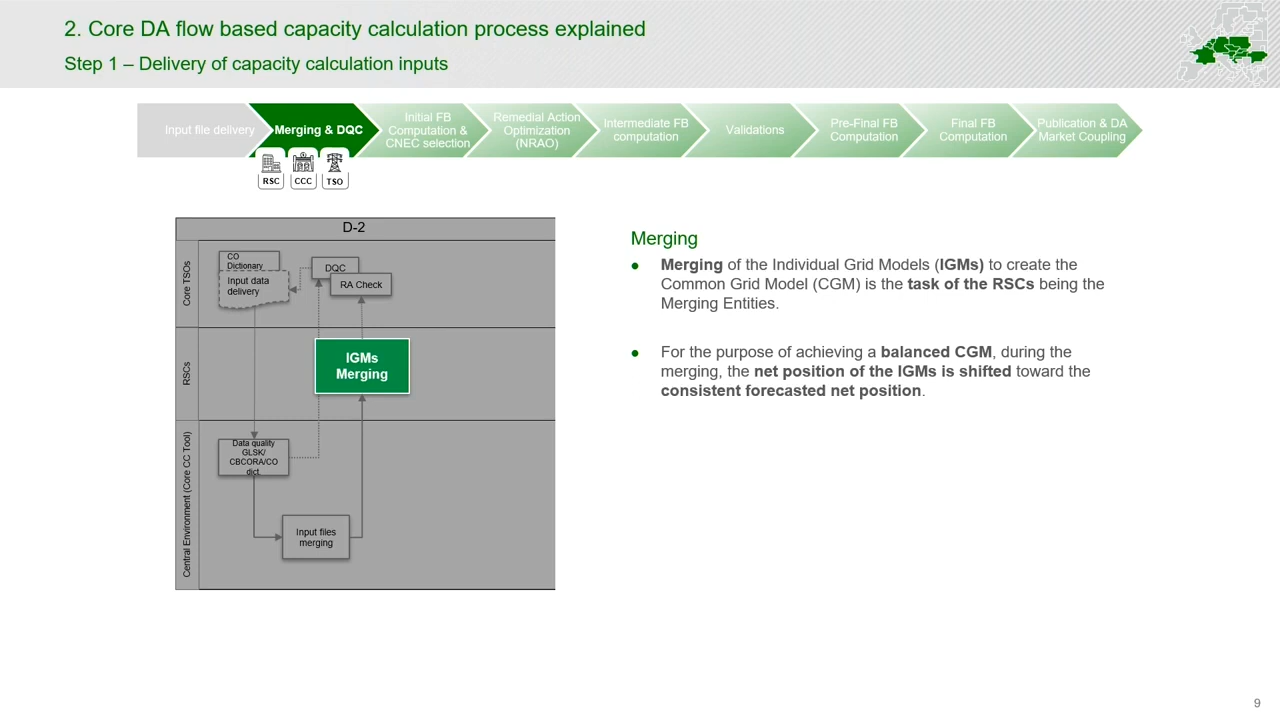 2. Core DA flow based capacity calculation process explained
Step 1 – Delivery of capacity calculation inputs
Input file delivery
Merging & DQC
Initial FB
Computation &
CNEC selection
Remedial Action
Optimization
(NRAO)
Intermediate FB
computation
Validations
Pre-Final FB
Computation
Final FB
Computation
Publication & DA
Market Coupling
RSC
CCC
TSO
D-2
Core TSOs
CO
Dictionary
Input data
delivery
DQC
RA Check
RSCs
IGMs
Merging
Central Environment (Core CC Tool)
Data quality
GLSK/
CBCORA/CO
dict.
Input files
merging
Merging
● Merging of the Individual Grid Models (IGMs) to create the
Common Grid Model (CGM) is the task of the RSCs being the
Merging Entities.
● For the purpose of achieving a balanced CGM, during the
merging, the net position of the IGMs is shifted toward the
consistent forecasted net position.
9